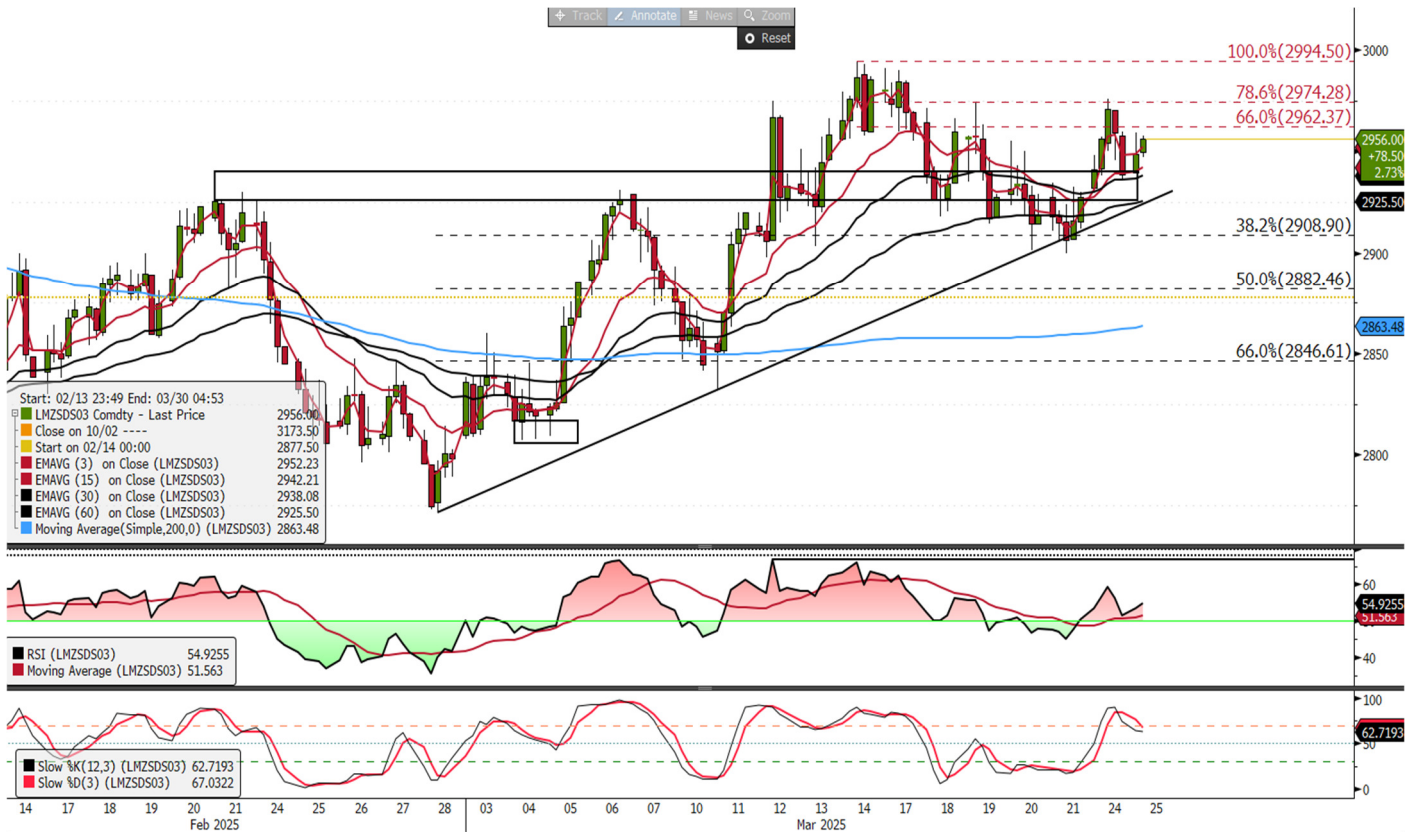 Track Annotate News Zoom
Reset
100.0%(2994.50)
78.6%(2974.28)
66.0%(2962.37)
38.2%(2908.90)
50.0%(2882.46)
66.0%(2846.61)
3000
2956.00
+78.50
2.73%
2925.50
2900
2863.48
2850
2800
Start: 02/13 23:49 End: 03/30 04:53
LMZSDS03 Comdty - Last Price 2956.00
Close on 10/02 ---- 3173.50
Start on 02/14 00:00 2877.50
EMAVG (3) on Close (LMZSDS03) 2952.23
EMAVG (15) on Close (LMZSDS03) 2942.21
EMAVG (30) on Close (LMZSDS03) 2938.08
EMAVG (60) on Close (LMZSDS03) 2925.50
Moving Average(Simple,200,0) (LMZSDS03) 2863.48
60
54.9255
51.563
40
RSI (LMZSDS03) 54.9255
Moving Average (LMZSDS03) 51.563
100
62.7193
50
0
Slow %K(12,3) (LMZSDS03) 62.7193
Slow %D(3) (LMZSDS03) 67.0322
14 17 18 19 20 21 24 25 26 27 28 03 04 05 06 07 10 11 12 13 14 17 18 19 20 21 24 25
Feb 2025 Mar 2025